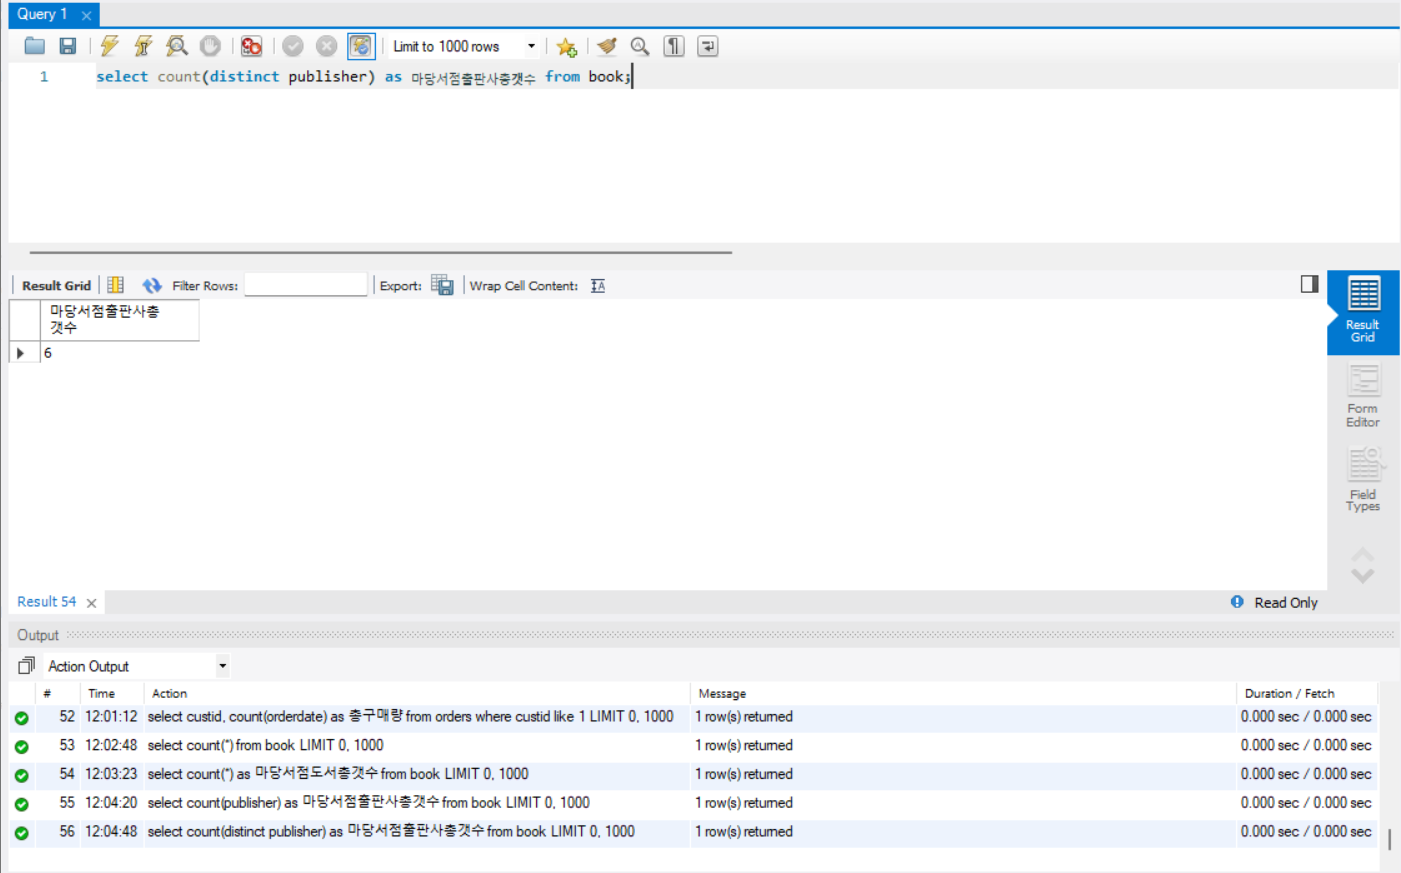 Query 1
Limit to 1000 rows
1 select count(distinct publisher) as 마당서점출판사총갯수 from book;
Result Grid Filter Rows: Export: Wrap Cell Content:
마당서점출판사총
갯수
6
Result
Grid
Form
Editor
Field
Types
Result 54 Read Only
Output
Action Output
# Time Action Message Duration / Fetch
52 12:01:12 select custid, count(orderdate) as 총구매량 from orders where custid like 1 LIMIT 0, 1000 1 row(s) returned 0.000 sec / 0.000 sec
53 12:02:48 select count(*) from book LIMIT 0, 1000 1 row(s) returned 0.000 sec / 0.000 sec
54 12:03:23 select count(*) as 마당서점도서총갯수 from book LIMIT 0, 1000 1 row(s) returned 0.000 sec / 0.000 sec
55 12:04:20 select count(publisher) as 마당서점출판사총갯수 from book LIMIT 0, 1000 1 row(s) returned 0.000 sec / 0.000 sec
56 12:04:48 select count(distinct publisher) as 마당서점출판사총갯수 from book LIMIT 0, 1000 1 row(s) returned 0.000 sec / 0.000 sec